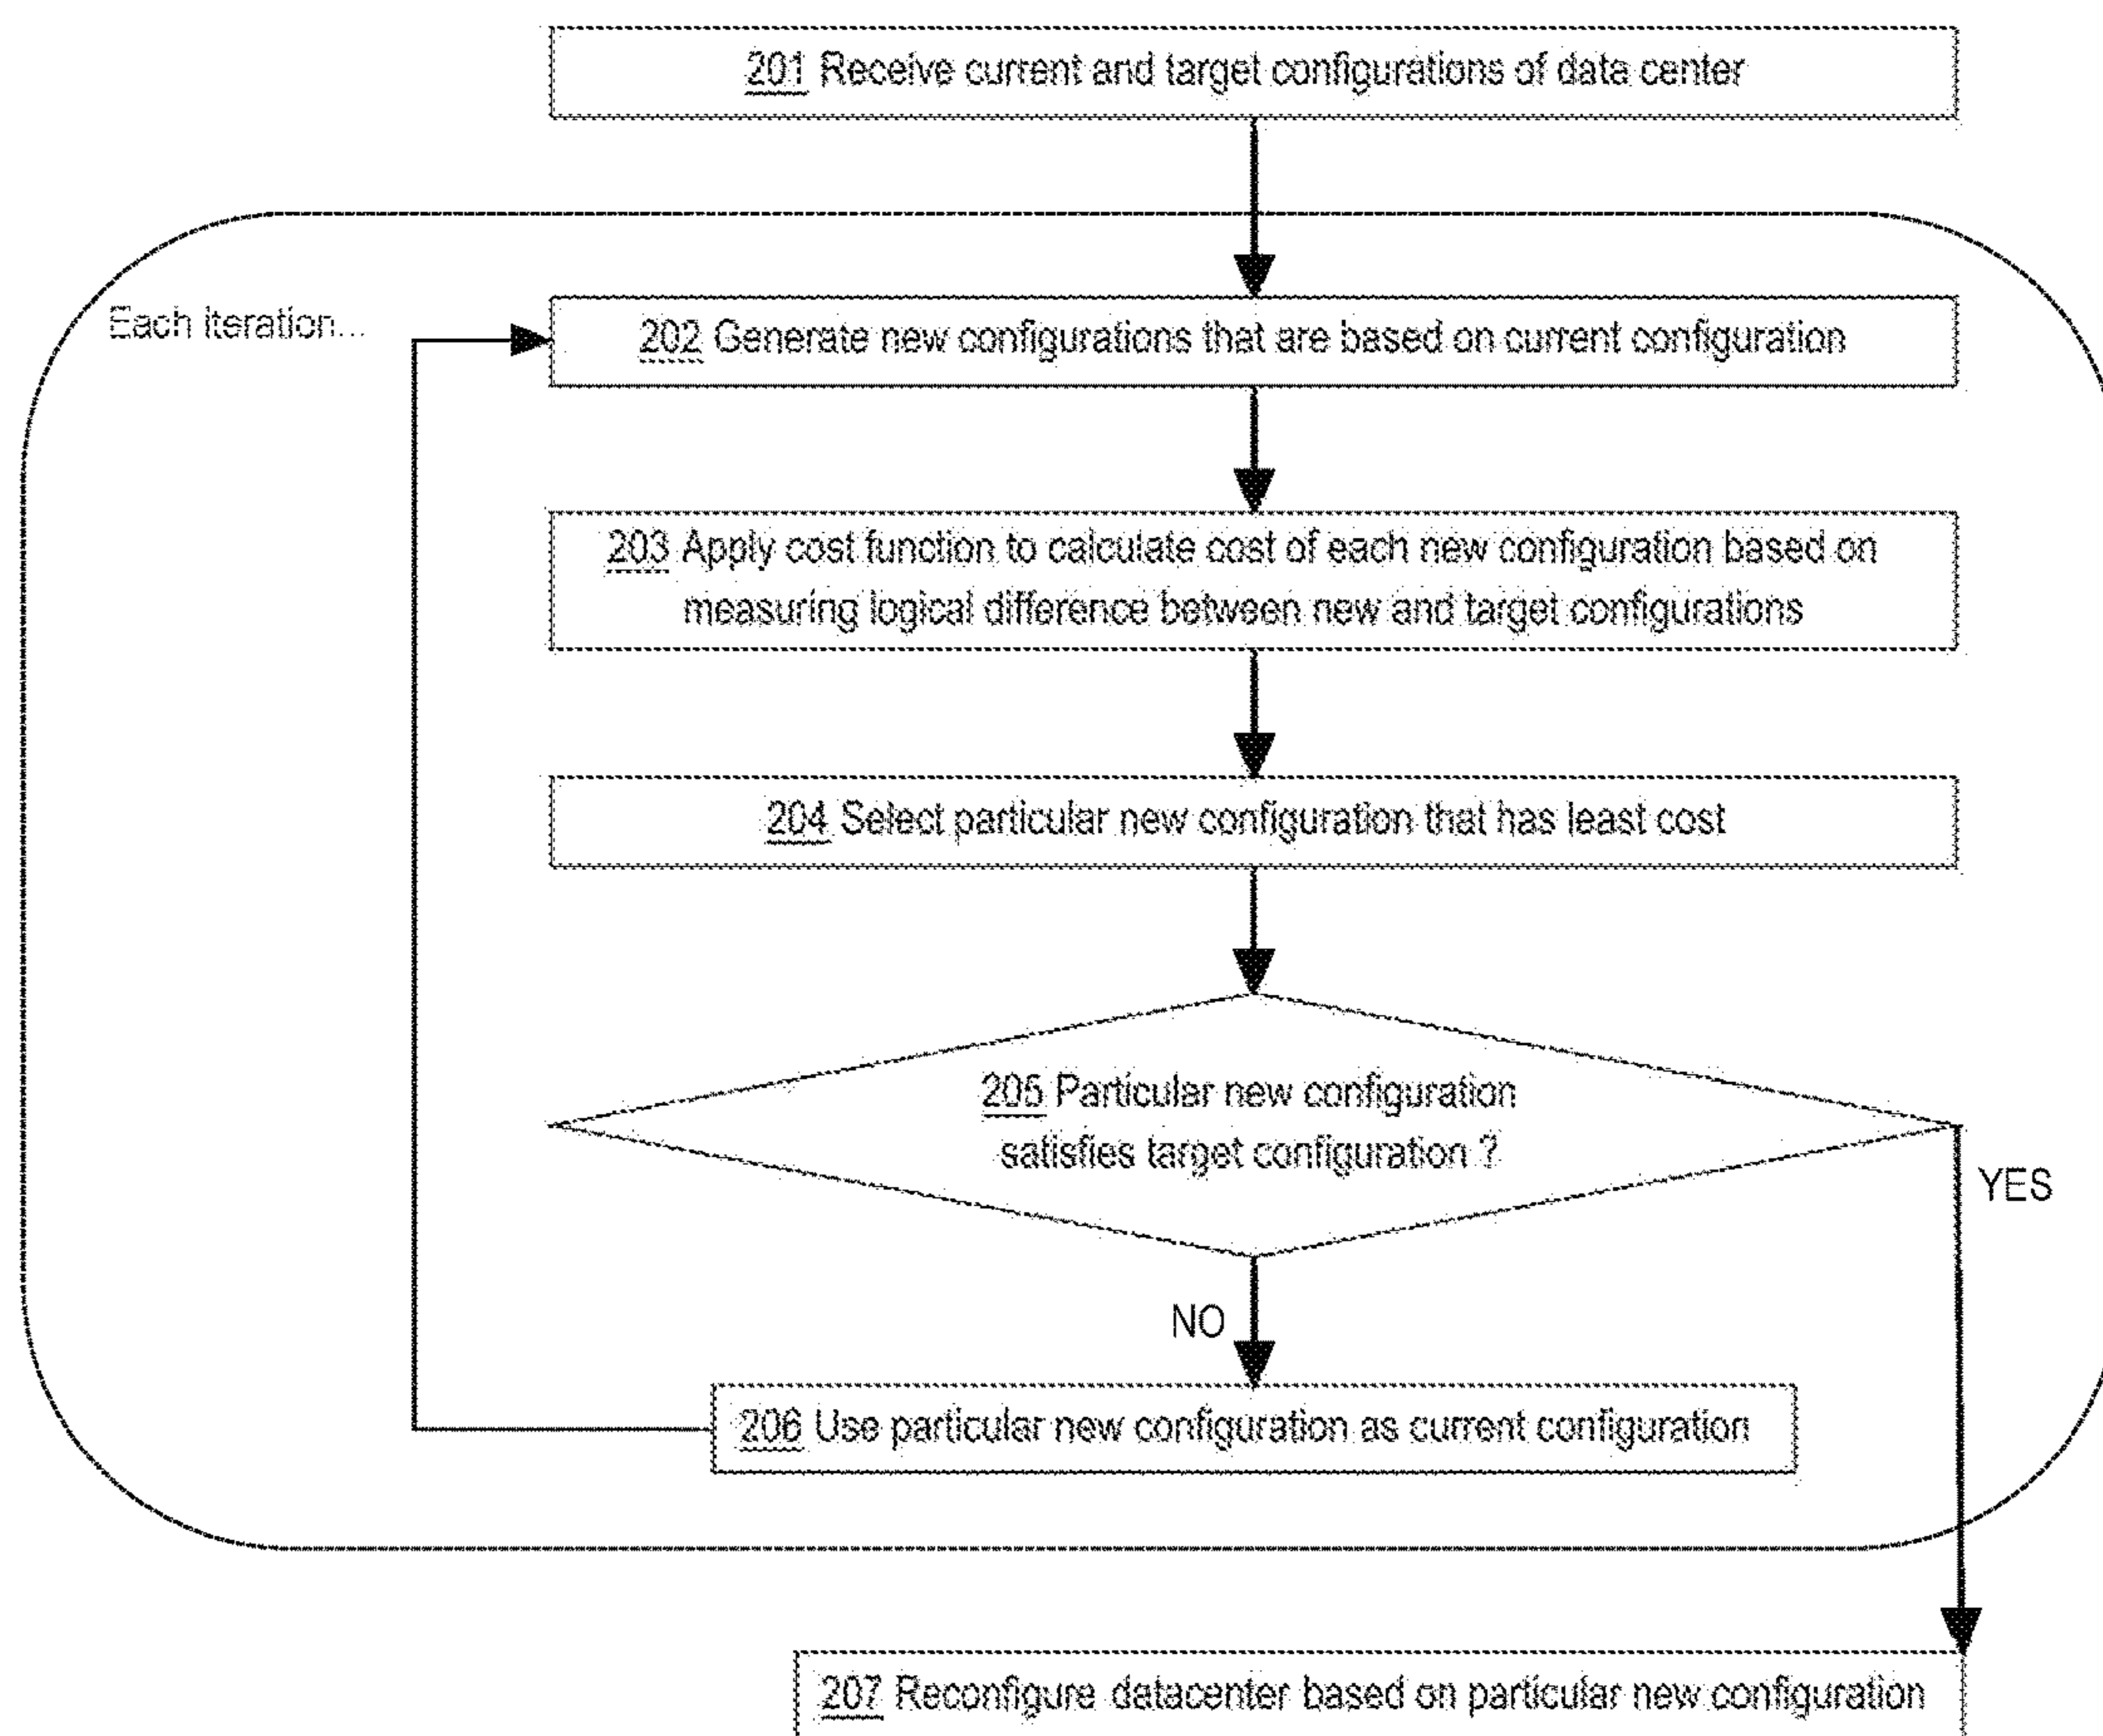 201 Receive current and target configurations of data center
Each iteration...
202 Generate new configurations that are based on current configuration
203 Apply cost function to calculate cost of each new configuration based on
measuring logical difference between new and target configurations
204 Select particular new configuration that has least cost
205 Particular new configuration
satisfies target configuration ?
YES
NO
206 Use particular new configuration as current configuration
207 Reconfigure datacenter based on particular new configuration